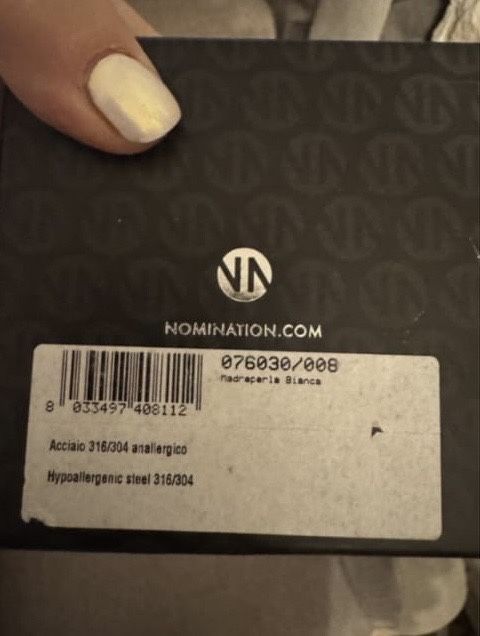 NOMINATION.COM
076030/008
Madreperla Bianca
8 033497 408112
Acciaio 316/304 anallergico
Hypoallergenic steel 316/304